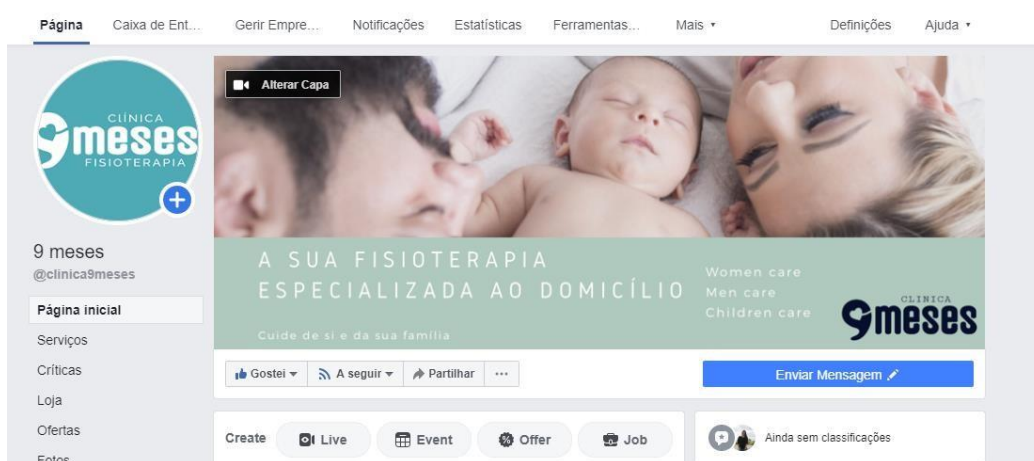 Página
Caixa de Ent...
Gerir Empre...
Notificações
Estatísticas
Ferramentas...
Mais
Definições
Ajuda
CLÍNICA
9meses
FISIOTERAPIA
Alterar Capa
A SUA FISIOTERAPIA
ESPECIALIZADA AO DOMICÍLIO
Cuide de si e da sua família
Women care
Men care
Children care
CLINICA
9meses
9 meses
@clinica9meses
Página inicial
Serviços
Críticas
Loja
Ofertas
Fotos
Gostei
A seguir
Partilhar
...
Enviar Mensagem
Create
Live
Event
Offer
Job
Ainda sem classificações